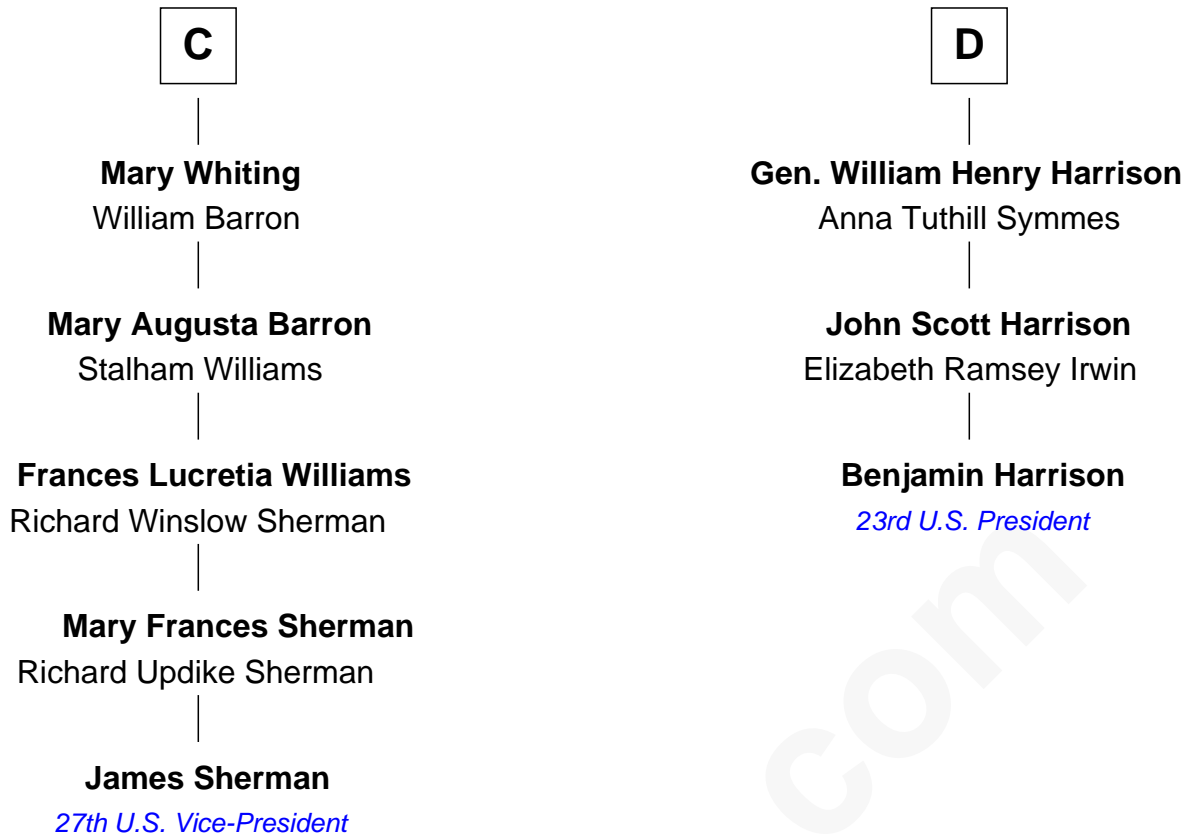 C
Mary Whiting
William Barron
Mary Augusta Barron
Stalham Williams
Frances Lucretia Williams
Richard Winslow Sherman
Mary Frances Sherman
Richard Updike Sherman
James Sherman
27th U.S. Vice-President
D
Gen. William Henry Harrison
Anna Tuthill Symmes
John Scott Harrison
Elizabeth Ramsey Irwin
Benjamin Harrison
23rd U.S. President
com